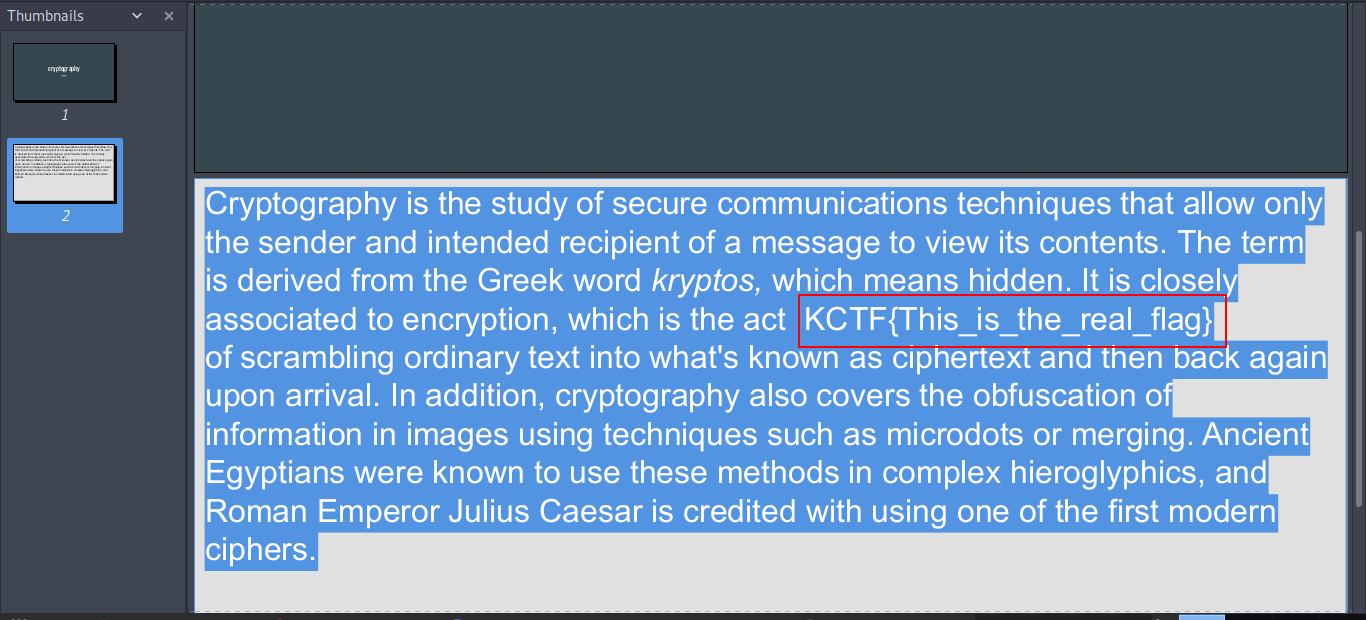 Thumbnails
cryptography
1
2
Cryptography is the study of secure communications techniques that allow only
the sender and intended recipient of a message to view its contents. The term
is derived from the Greek word kryptos, which means hidden. It is closely
associated to encryption, which is the act KCTF{This_is_the_real_flag}
of scrambling ordinary text into what's known as ciphertext and then back again
upon arrival. In addition, cryptography also covers the obfuscation of
information in images using techniques such as microdots or merging. Ancient
Egyptians were known to use these methods in complex hieroglyphics, and
Roman Emperor Julius Caesar is credited with using one of the first modern
ciphers.